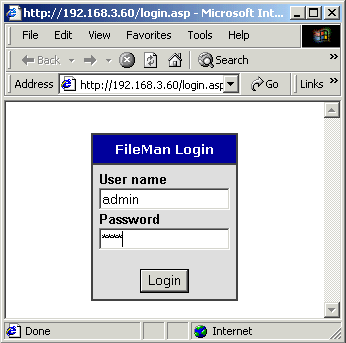 http://192.168.3.60/login.asp - Microsoft Int...
File Edit View Favorites Tools Help
Back Search
Address http://192.168.3.60/login.asp Go Links »
FileMan Login
User name
admin
Password
****
Login
Done Internet